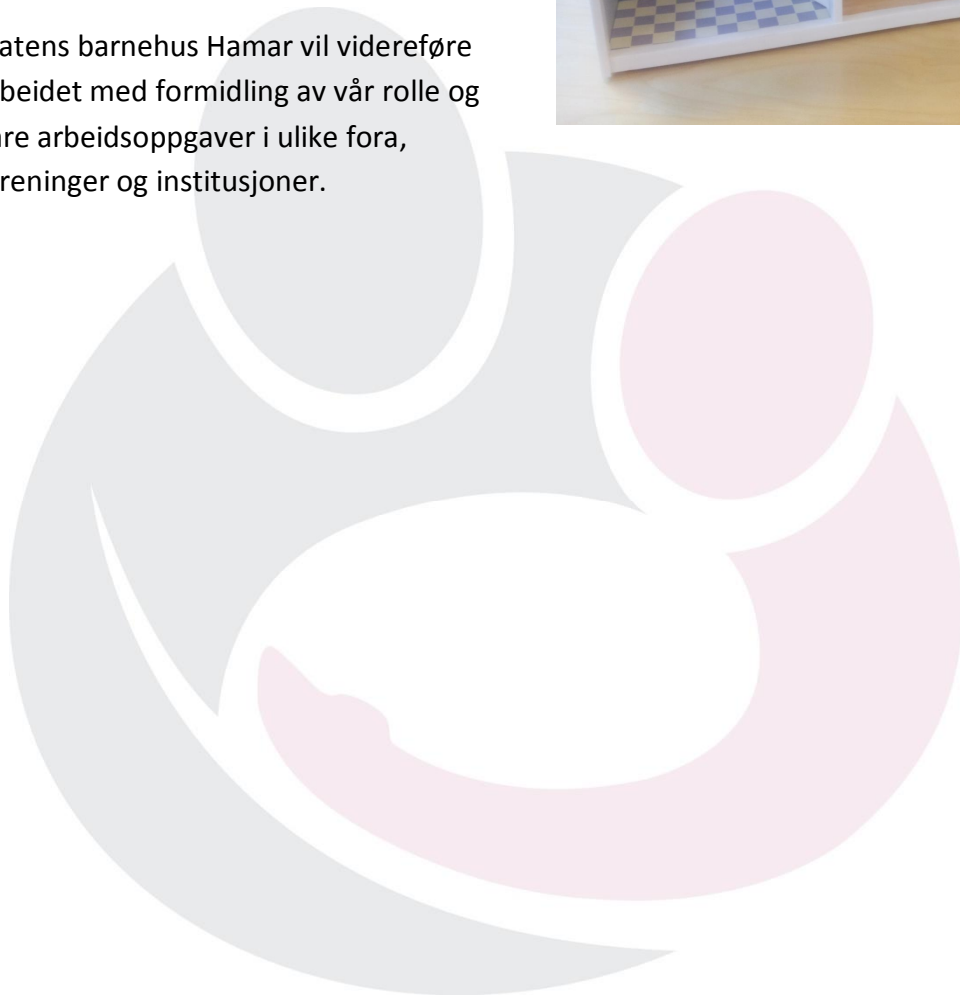 atens barnehus Hamar vil videreføre
beidet med formidling av vår rolle og
re arbeidsoppgaver i ulike fora,
reninger og institusjoner.